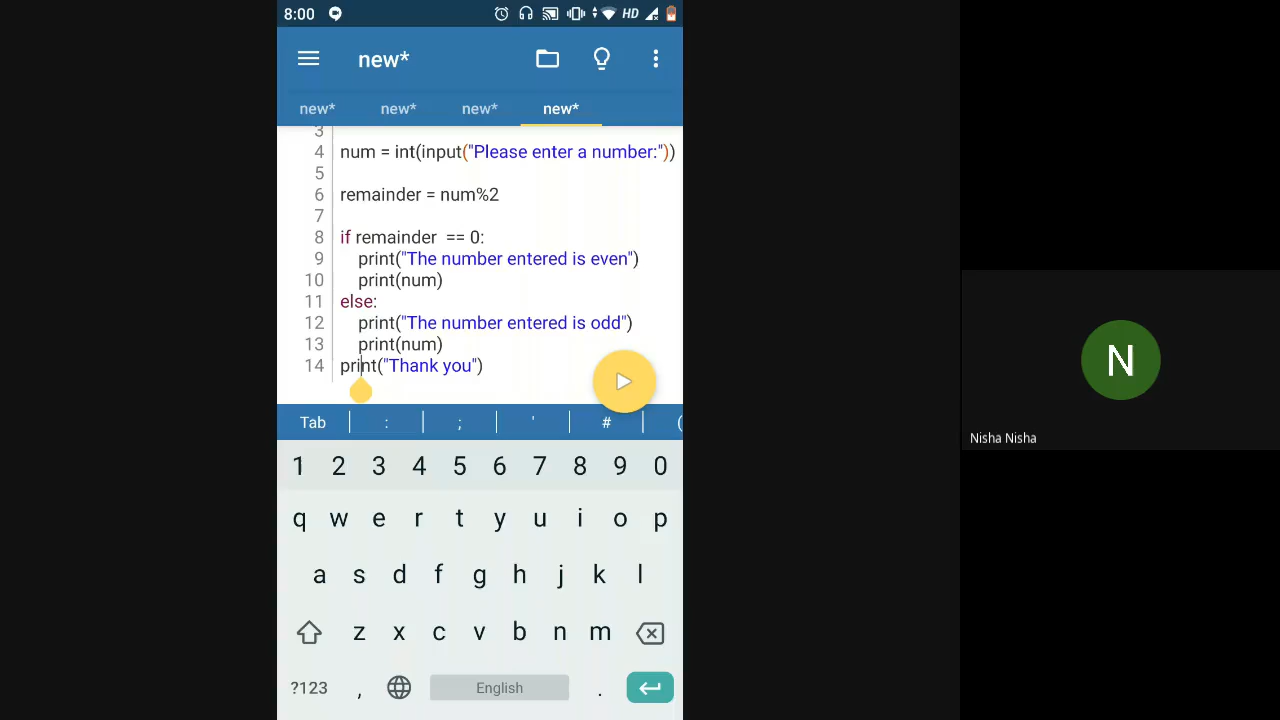 8:00 HD
new*
new* new* new* new*
3
4 num = int(input("Please enter a number:"))
5
6 remainder = num%2
7
8 if remainder  == 0:
9 print("The number entered is even")
10 print(num)
11 else:
12 print("The number entered is odd")
13 print(num)
14 print("Thank you")
Tab : ; ' # (
1 2 3 4 5 6 7 8 9 0
q w e r t y u i o p
a s d f g h j k l
z x c v b n m
?123 , English .
N
Nisha Nisha